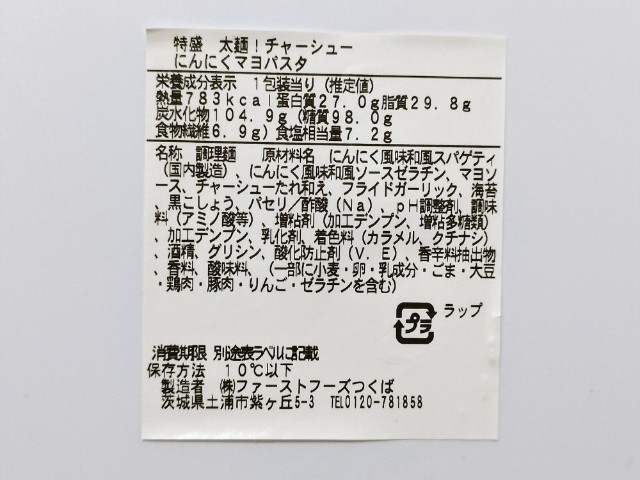 特盛　太麺！チャーシュー
にんにくマヨパスタ
栄養成分表示　1包装当り（推定値）
熱量783kcal蛋白質27.0g脂質29.8g
炭水化物104.9g（糖質98.0g
食物繊維6.9g）食塩相当量7.2g
名称　調理麺　原材料名　にんにく風味和風スパゲティ
（国内製造）、にんにく風味和風ソースゼラチン、マヨソ
ース、チャーシューたれ和え、フライドガーリック、海苔
、黒こしょう、パセリ／酢酸（Na）、pH調整剤、調味
料（アミノ酸等）、増粘剤（加工デンプン、増粘多糖類）
、加工デンプン、乳化剤、着色料（カラメル、クチナシ）
、酒精、グリシン、酸化防止剤（V.E）、香辛料抽出物
、香料、酸味料、（一部に小麦・卵・乳成分・ごま・大豆
・鶏肉・豚肉・りんご・ゼラチンを含む）
プラ ラップ
消費期限　別途表ラベルに記載
保存方法　10℃以下
製造者　㈱ファーストフーズつくば
茨城県土浦市紫ヶ丘5-3　TEL0120-781858